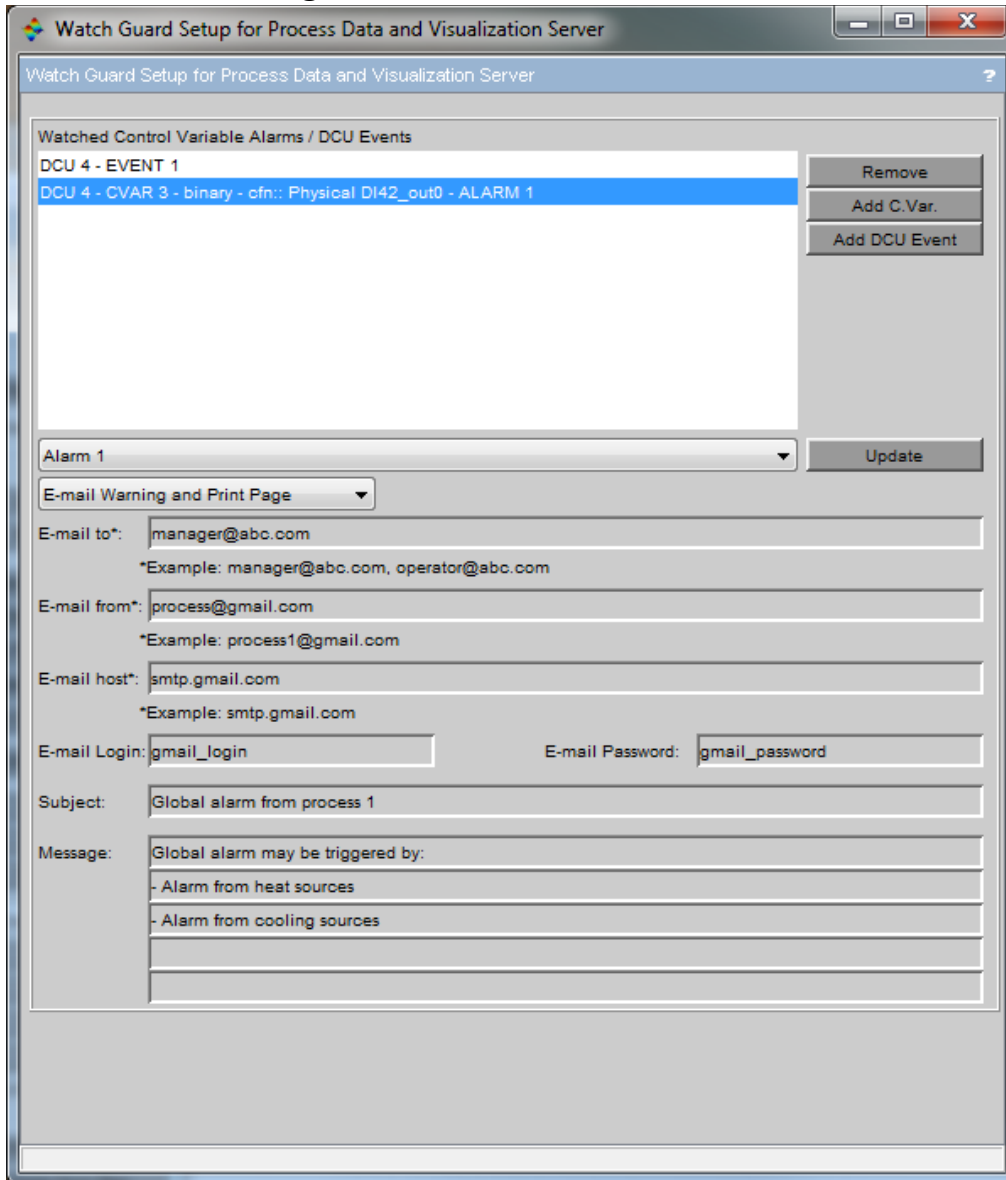 Watch Guard Setup for Process Data and Visualization Server
Watch Guard Setup for Process Data and Visualization Server ?
Watched Control Variable Alarms / DCU Events
DCU 4 - EVENT 1
DCU 4 - CVAR 3 - binary - cfn:: Physical DI42_out0 - ALARM 1
Remove
Add C.Var.
Add DCU Event
Alarm 1
Update
E-mail Warning and Print Page
E-mail to*: manager@abc.com
*Example: manager@abc.com, operator@abc.com
E-mail from*: process@gmail.com
*Example: process1@gmail.com
E-mail host*: smtp.gmail.com
*Example: smtp.gmail.com
E-mail Login: gmail_login E-mail Password: gmail_password
Subject: Global alarm from process 1
Message: Global alarm may be triggered by:
- Alarm from heat sources
- Alarm from cooling sources